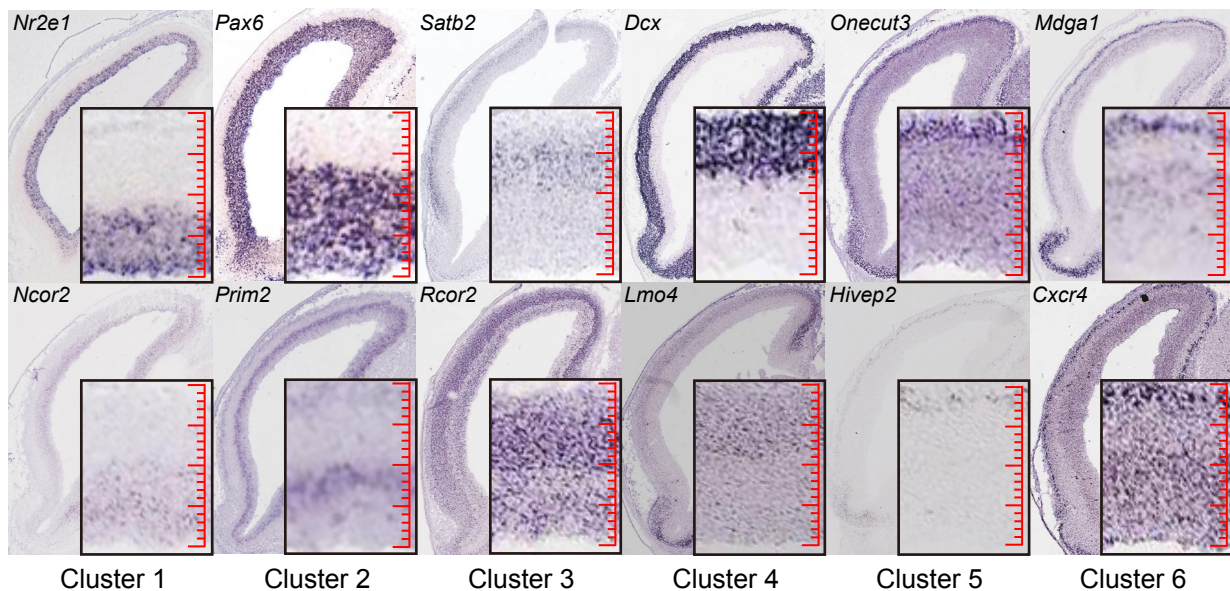 Nr2e1 Pax6 Satb2 Dcx Onecut3 Mdga1
Ncor2 Prim2 Rcor2 Lmo4 Hivep2 Cxcr4
Cluster 1 Cluster 2 Cluster 3 Cluster 4 Cluster 5 Cluster 6